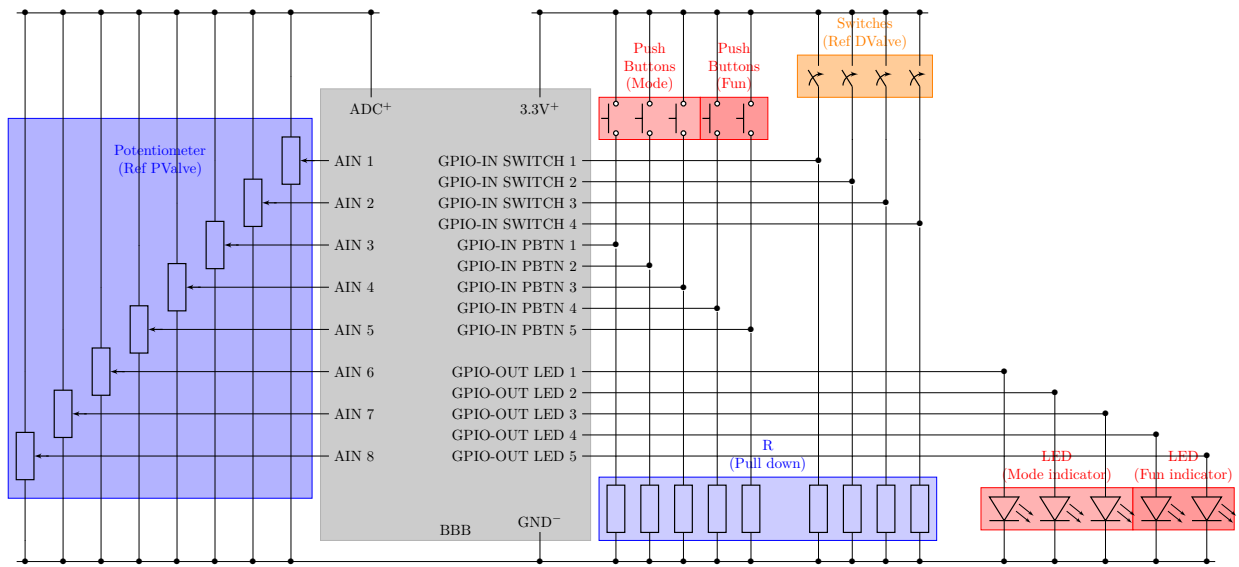 Switches
(Ref DValve)
Push
Buttons
(Mode)
Push
Buttons
(Fun)
ADC+
3.3V+
Potentiometer
(Ref PValve)
AIN 1
AIN 2
AIN 3
AIN 4
AIN 5
AIN 6
AIN 7
AIN 8
GPIO-IN SWITCH 1
GPIO-IN SWITCH 2
GPIO-IN SWITCH 3
GPIO-IN SWITCH 4
GPIO-IN PBTN 1
GPIO-IN PBTN 2
GPIO-IN PBTN 3
GPIO-IN PBTN 4
GPIO-IN PBTN 5
GPIO-OUT LED 1
GPIO-OUT LED 2
GPIO-OUT LED 3
GPIO-OUT LED 4
GPIO-OUT LED 5
R
(Pull down)
LED
(Mode indicator)
LED
(Fun indicator)
GND−
BBB